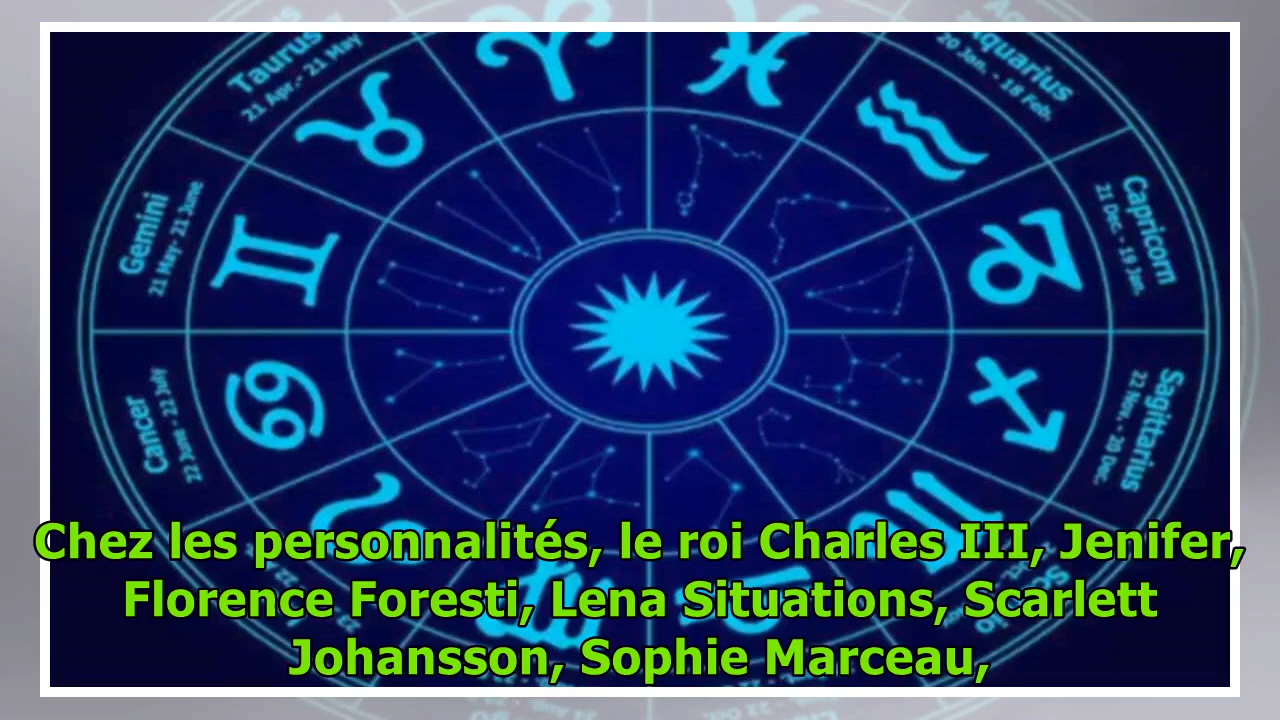 Taurus
21 Apr.- 21 May
Aquarius
20 Jan. - 18 Feb.
Gemini
21 May- 21 June
Capricorn
21 Dec. - 19 Jan.
Cancer
22 June - 22 July
Sagittarius
22 Nov. - 20 Dec.
Chez les personnalités, le roi Charles III, Jenifer,
Florence Foresti, Lena Situations, Scarlett
Johansson, Sophie Marceau,